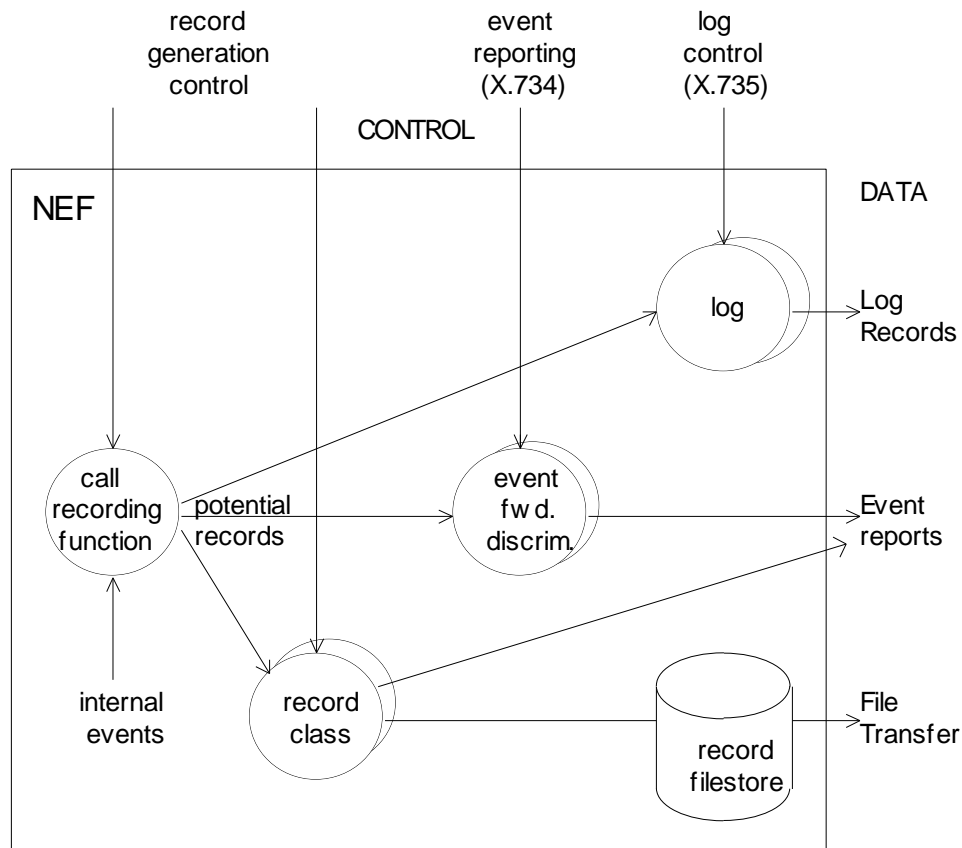 record
generation
control
event
reporting
(X.734)
log
control
(X.735)
CONTROL
NEF
DATA
log
Log
Records
call
recording
function
potential
records
event
fwd.
discrim.
Event
reports
internal
events
record
class
record
filestore
File
Transfer